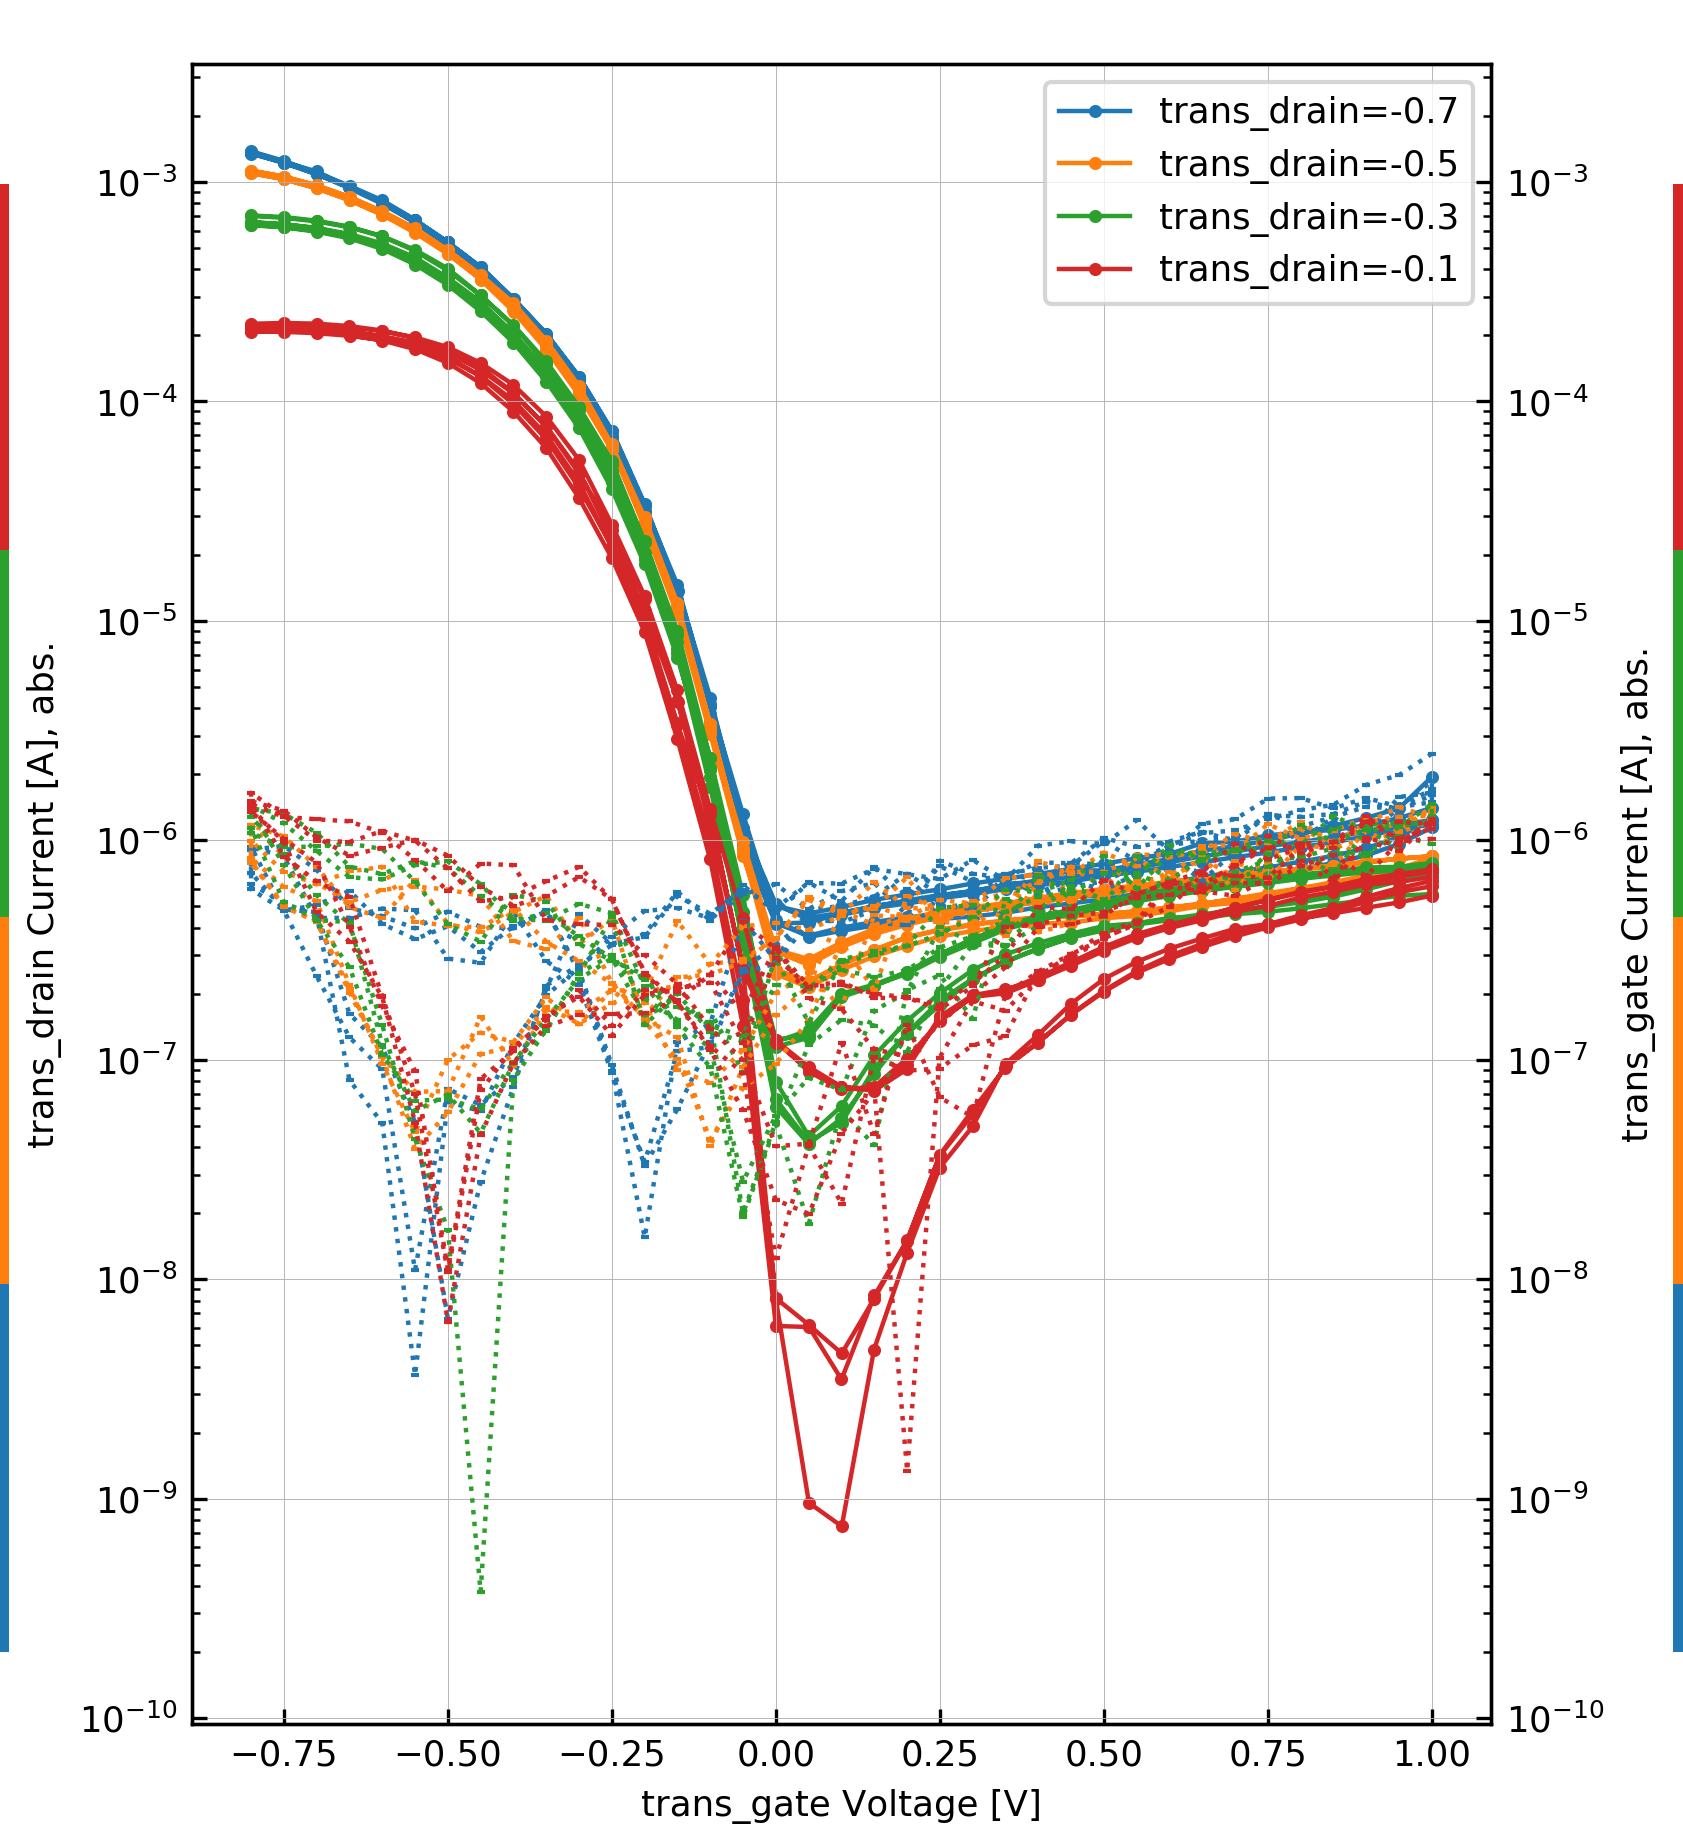 trans_drain=-0.7
trans_drain=-0.5
trans_drain=-0.3
trans_drain=-0.1
10⁻³
10⁻⁴
10⁻⁵
10⁻⁶
10⁻⁷
10⁻⁸
10⁻⁹
10⁻¹⁰
trans_drain Current [A], abs.
10⁻³
10⁻⁴
10⁻⁵
10⁻⁶
10⁻⁷
10⁻⁸
10⁻⁹
10⁻¹⁰
trans_gate Current [A], abs.
−0.75 −0.50 −0.25 0.00 0.25 0.50 0.75 1.00
trans_gate Voltage [V]